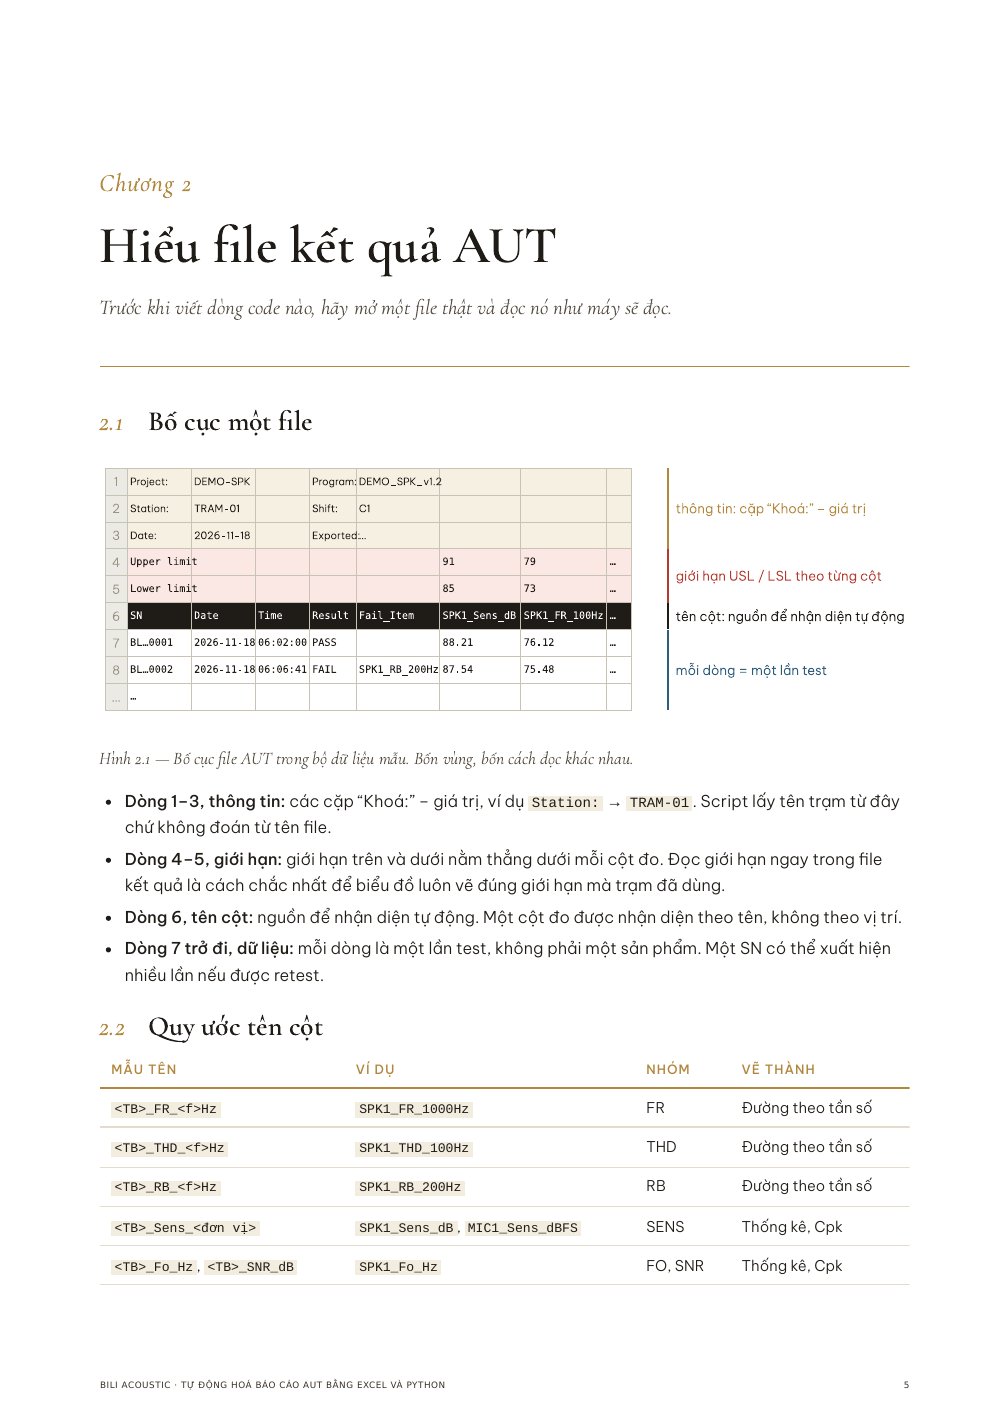 Chương 2
Hiểu file kết quả AUT
Trước khi viết dòng code nào, hãy mở một file thật và đọc nó như máy sẽ đọc.
2.1 Bố cục một file
1 Project: DEMO-SPK Program: DEMO_SPK_v1.2
2 Station: TRAM-01 Shift: C1
3 Date: 2026-11-18 Exported:…
4 Upper limit 91 79 …
5 Lower limit 85 73 …
6 SN Date Time Result Fail_Item SPK1_Sens_dB SPK1_FR_100Hz …
7 BL…0001 2026-11-18 06:02:00 PASS 88.21 76.12 …
8 BL…0002 2026-11-18 06:06:41 FAIL SPK1_RB_200Hz 87.54 75.48 …
… …
thông tin: cặp “Khoá:” – giá trị
giới hạn USL / LSL theo từng cột
tên cột: nguồn để nhận diện tự động
mỗi dòng = một lần test
Hình 2.1 — Bố cục file AUT trong bộ dữ liệu mẫu. Bốn vùng, bốn cách đọc khác nhau.
• Dòng 1–3, thông tin: các cặp “Khoá:” – giá trị, ví dụ Station: → TRAM-01. Script lấy tên trạm từ đây
chứ không đoán từ tên file.
• Dòng 4–5, giới hạn: giới hạn trên và dưới nằm thẳng dưới mỗi cột đo. Đọc giới hạn ngay trong file
kết quả là cách chắc nhất để biểu đồ luôn vẽ đúng giới hạn mà trạm đã dùng.
• Dòng 6, tên cột: nguồn để nhận diện tự động. Một cột đo được nhận diện theo tên, không theo vị trí.
• Dòng 7 trở đi, dữ liệu: mỗi dòng là một lần test, không phải một sản phẩm. Một SN có thể xuất hiện
nhiều lần nếu được retest.
2.2 Quy ước tên cột
MẪU TÊN VÍ DỤ NHÓM VẼ THÀNH
<TB>_FR_<f>Hz SPK1_FR_1000Hz FR Đường theo tần số
<TB>_THD_<f>Hz SPK1_THD_100Hz THD Đường theo tần số
<TB>_RB_<f>Hz SPK1_RB_200Hz RB Đường theo tần số
<TB>_Sens_<đơn vị> SPK1_Sens_dB, MIC1_Sens_dBFS SENS Thống kê, Cpk
<TB>_Fo_Hz, <TB>_SNR_dB SPK1_Fo_Hz FO, SNR Thống kê, Cpk
BILI ACOUSTIC · TỰ ĐỘNG HOÁ BÁO CÁO AUT BẰNG EXCEL VÀ PYTHON 5